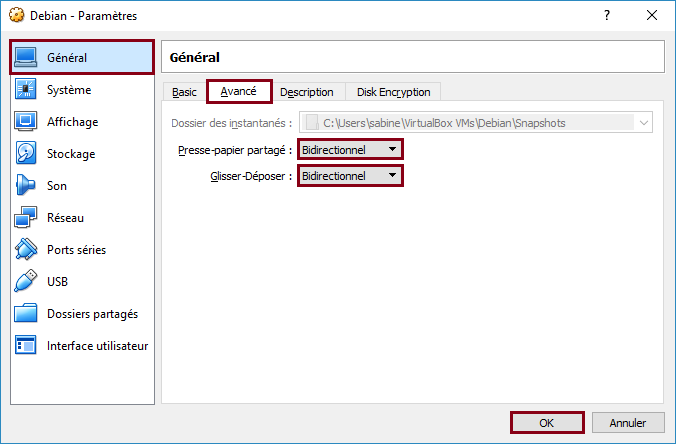 Debian - Paramètres
Général
Système
Affichage
Stockage
Son
Réseau
Ports séries
USB
Dossiers partagés
Interface utilisateur
Général
Basic Avancé Description Disk Encryption
Dossier des instantanés : C:\Users\sabine\VirtualBox VMs\Debian\Snapshots
Presse-papier partagé : Bidirectionnel
Glisser-Déposer : Bidirectionnel
OK Annuler